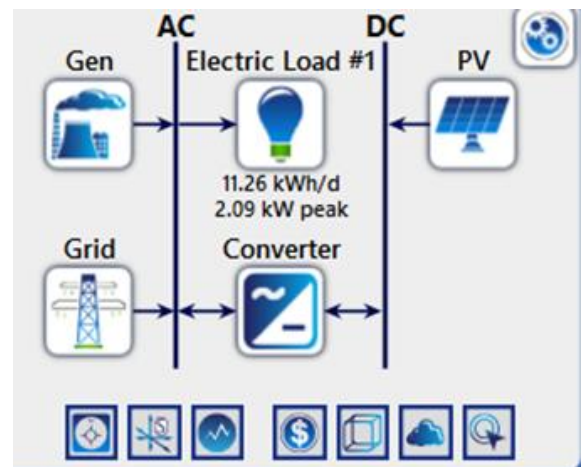 AC DC
Gen Electric Load #1 PV
11.26 kWh/d
2.09 kW peak
Grid Converter